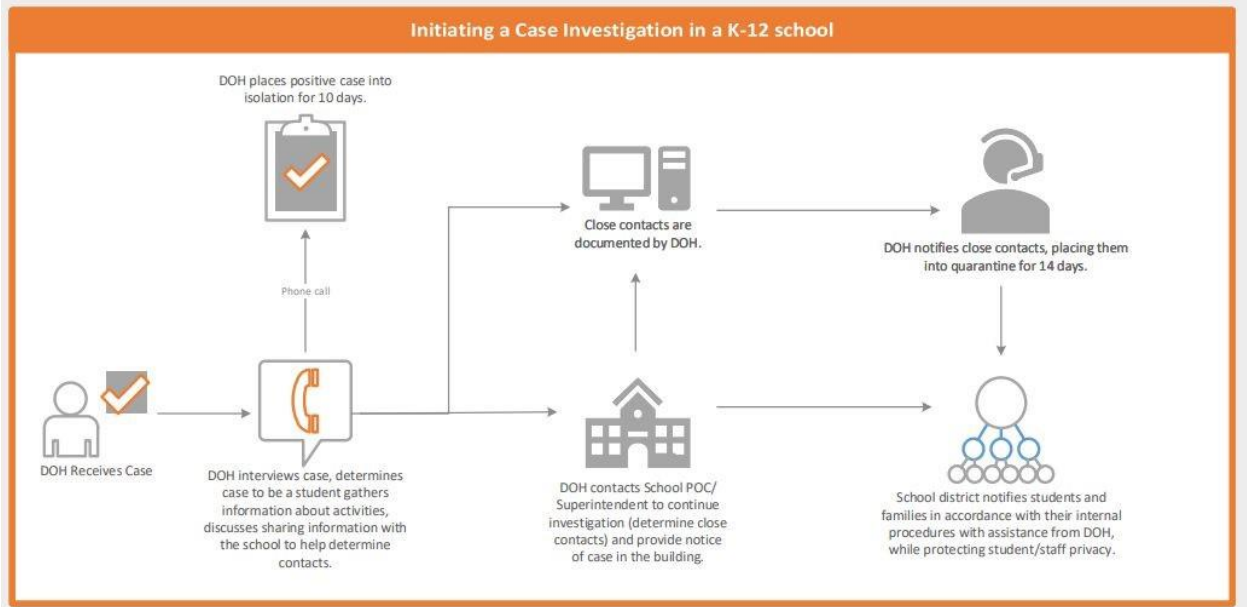 Initiating a Case Investigation in a K-12 school
DOH places positive case into
isolation for 10 days.
Phone call
DOH Receives Case
DOH interviews case, determines
case to be a student gathers
information about activities,
discusses sharing information with
the school to help determine
contacts.
Close contacts are
documented by DOH.
DOH contacts School POC/
Superintendent to continue
investigation (determine close
contacts) and provide notice
of case in the building.
DOH notifies close contacts, placing them
into quarantine for 14 days.
School district notifies students and
families in accordance with their internal
procedures with assistance from DOH,
while protecting student/staff privacy.